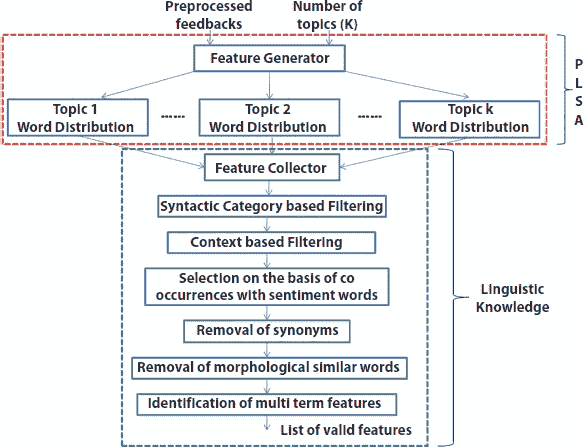 Preprocessed
feedbacks
Number of
topics (K)
Feature Generator
P
L
S
A
Topic 1
Word Distribution
......
Topic 2
Word Distribution
......
Topic k
Word Distribution
Feature Collector
Syntactic Category based Filtering
Context based Filtering
Selection on the basis of co
occurrences with sentiment words
Removal of synonyms
Removal of morphological similar words
Identification of multi term features
List of valid features
Linguistic
Knowledge